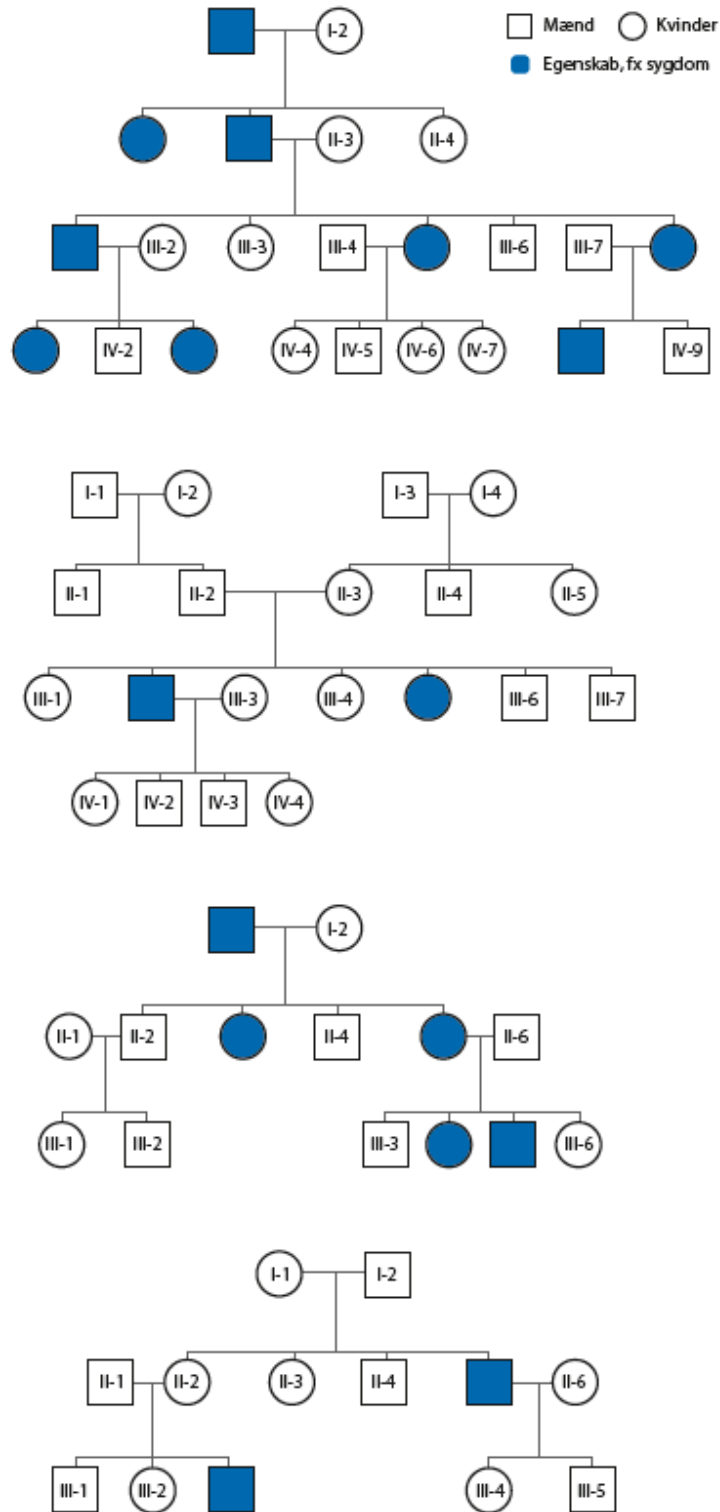 I-2
Mænd
Kvinder
Egenskab, fx sygdom
II-3
II-4
III-2
III-3
III-4
III-6
III-7
IV-2
IV-4
IV-5
IV-6
IV-7
IV-9
I-1
I-2
I-3
I-4
II-1
II-2
II-3
II-4
II-5
III-1
III-3
III-4
III-6
III-7
IV-1
IV-2
IV-3
IV-4
I-2
II-1
II-2
II-4
II-6
III-1
III-2
III-3
III-6
I-1
I-2
II-1
II-2
II-3
II-4
II-6
III-1
III-2
III-4
III-5